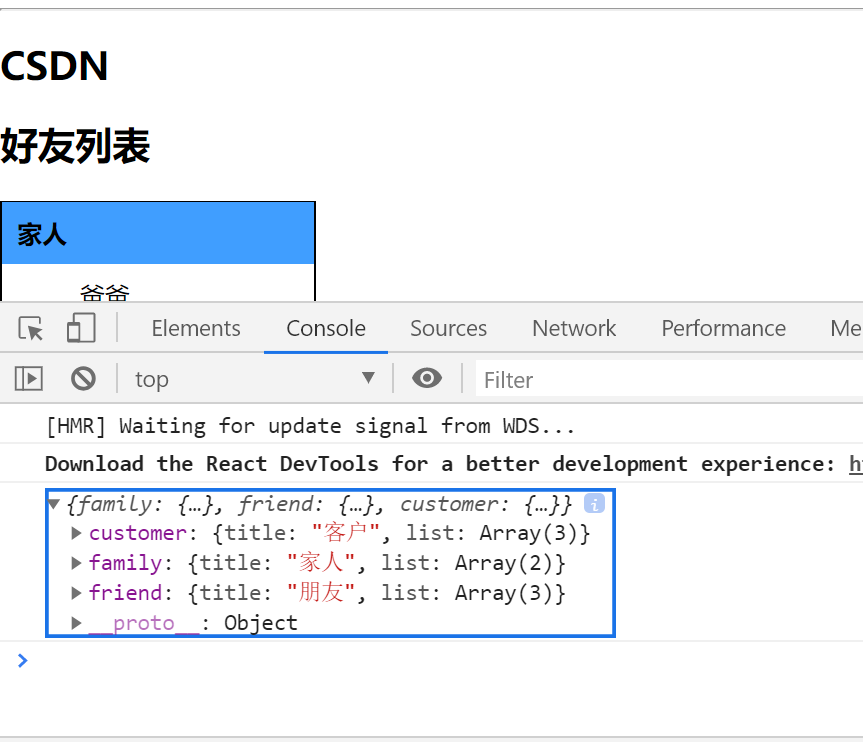 CSDN
好友列表
家人
爸爸
Elements Console Sources Network Performance Me
top Filter
[HMR] Waiting for update signal from WDS...
Download the React DevTools for a better development experience: h
{family: {…}, friend: {…}, customer: {…}} i
customer: {title: "客户", list: Array(3)}
family: {title: "家人", list: Array(2)}
friend: {title: "朋友", list: Array(3)}
__proto__: Object